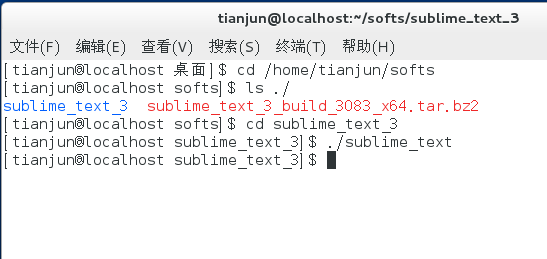 tianjun@localhost:~/softs/sublime_text_3
文件(F) 编辑(E) 查看(V) 搜索(S) 终端(T) 帮助(H)
[tianjun@localhost 桌面]$ cd /home/tianjun/softs
[tianjun@localhost softs]$ ls ./
sublime_text_3 sublime_text_3_build_3083_x64.tar.bz2
[tianjun@localhost softs]$ cd sublime_text_3
[tianjun@localhost sublime_text_3]$ ./sublime_text
[tianjun@localhost sublime_text_3]$